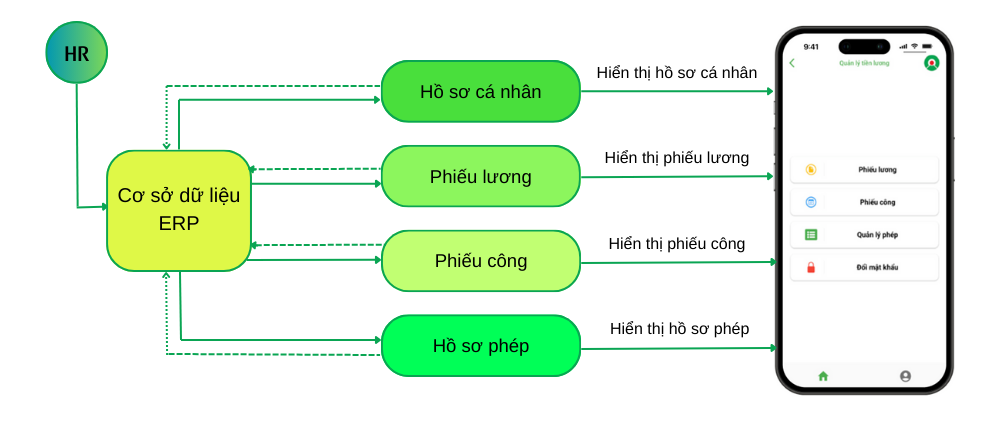 HR
Cơ sở dữ liệu
ERP
Hồ sơ cá nhân
Phiếu lương
Phiếu công
Hồ sơ phép
Hiển thị hồ sơ cá nhân
Hiển thị phiếu lương
Hiển thị phiếu công
Hiển thị hồ sơ phép
9:41
Quản lý tiền lương
Phiếu lương
Phiếu công
Quản lý phép
Đổi mật khẩu